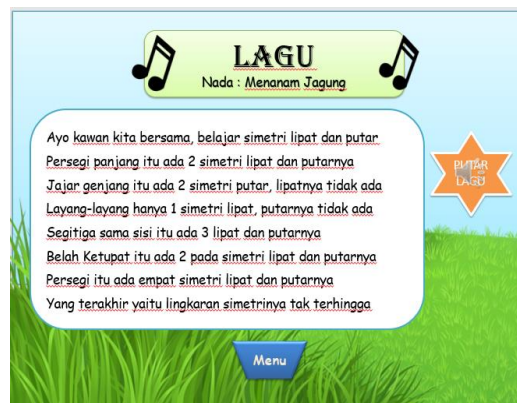 LAGU
Nada : Menanam Jagung
Ayo kawan kita bersama, belajar simetri lipat dan putar
Persegi panjang itu ada 2 simetri lipat dan putarnya
Jajar genjang itu ada 2 simetri putar, lipatnya tidak ada
Layang-layang hanya 1 simetri lipat, putarnya tidak ada
Segitiga sama sisi itu ada 3 lipat dan putarnya
Belah Ketupat itu ada 2 pada simetri lipat dan putarnya
Persegi itu ada empat simetri lipat dan putarnya
Yang terakhir yaitu lingkaran simetrinya tak terhingga
PUTAR
LAGU
Menu